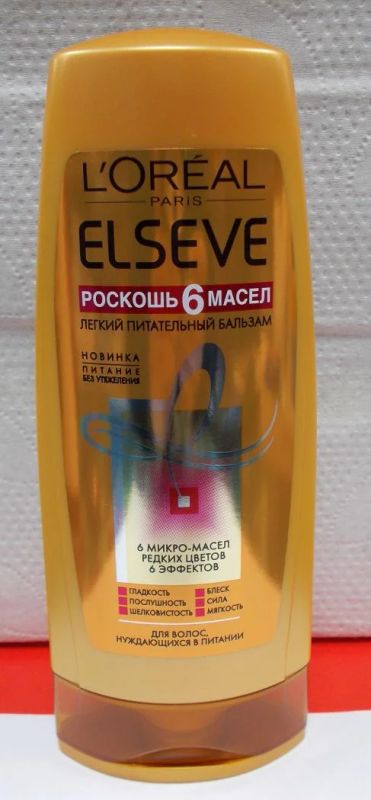 L'ORÉAL
PARIS
ELSEVE
РОСКОШЬ 6 МАСЕЛ
ЛЕГКИЙ ПИТАТЕЛЬНЫЙ БАЛЬЗАМ
НОВИНКА
ПИТАНИЕ
БЕЗ УТЯЖЕЛЕНИЯ
6 МИКРО-МАСЕЛ
РЕДКИХ ЦВЕТОВ
6 ЭФФЕКТОВ
ГЛАДКОСТЬ БЛЕСК
ПОСЛУШНОСТЬ СИЛА
ШЕЛКОВИСТОСТЬ МЯГКОСТЬ
ДЛЯ ВОЛОС,
НУЖДАЮЩИХСЯ В ПИТАНИИ